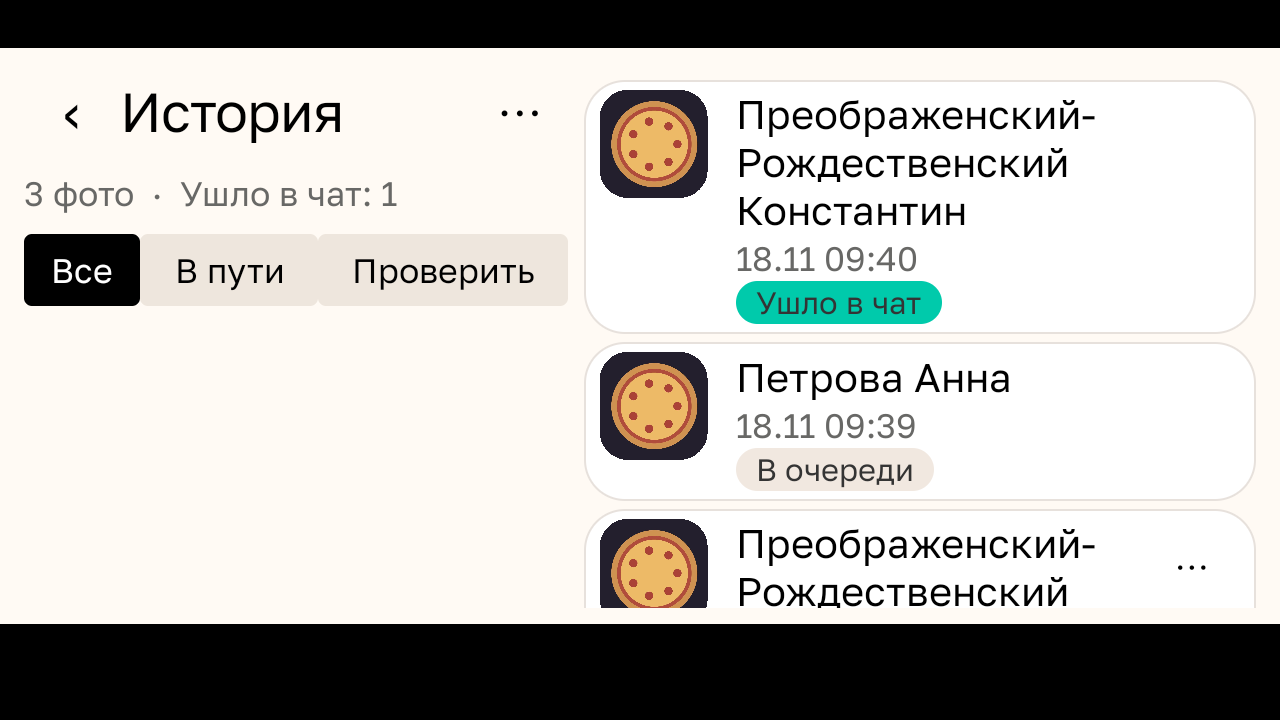 ‹ История ...
3 фото · Ушло в чат: 1
Все В пути Проверить
Преображенский-
Рождественский
Константин
18.11 09:40
Ушло в чат
Петрова Анна
18.11 09:39
В очереди
Преображенский- ...
Рождественский